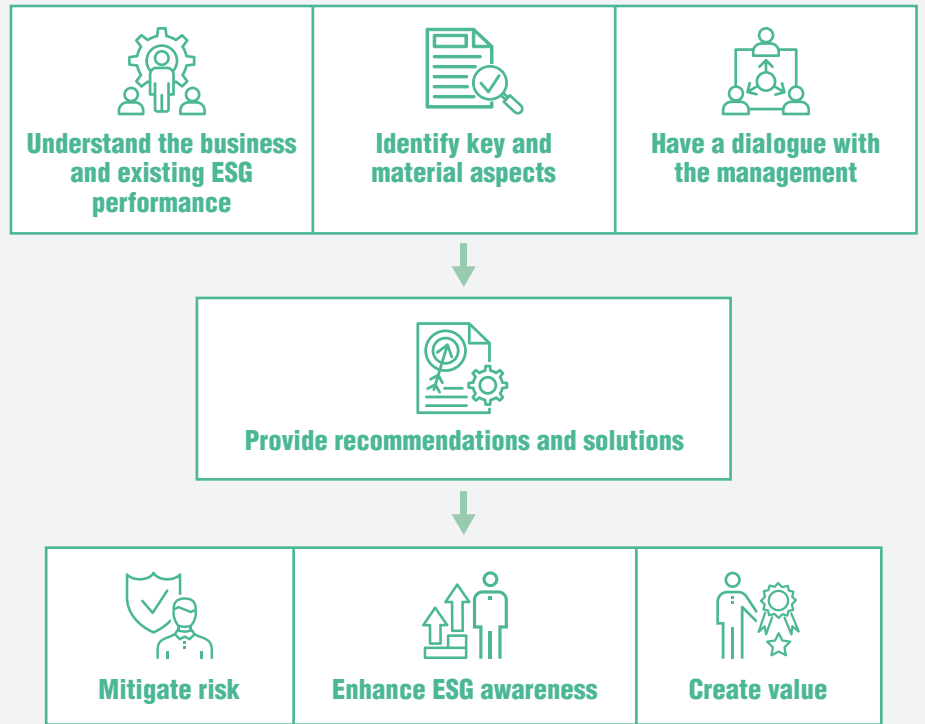 Understand the business
and existing ESG
performance
Identify key and
material aspects
Have a dialogue with
the management
Provide recommendations and solutions
Mitigate risk
Enhance ESG awareness
Create value